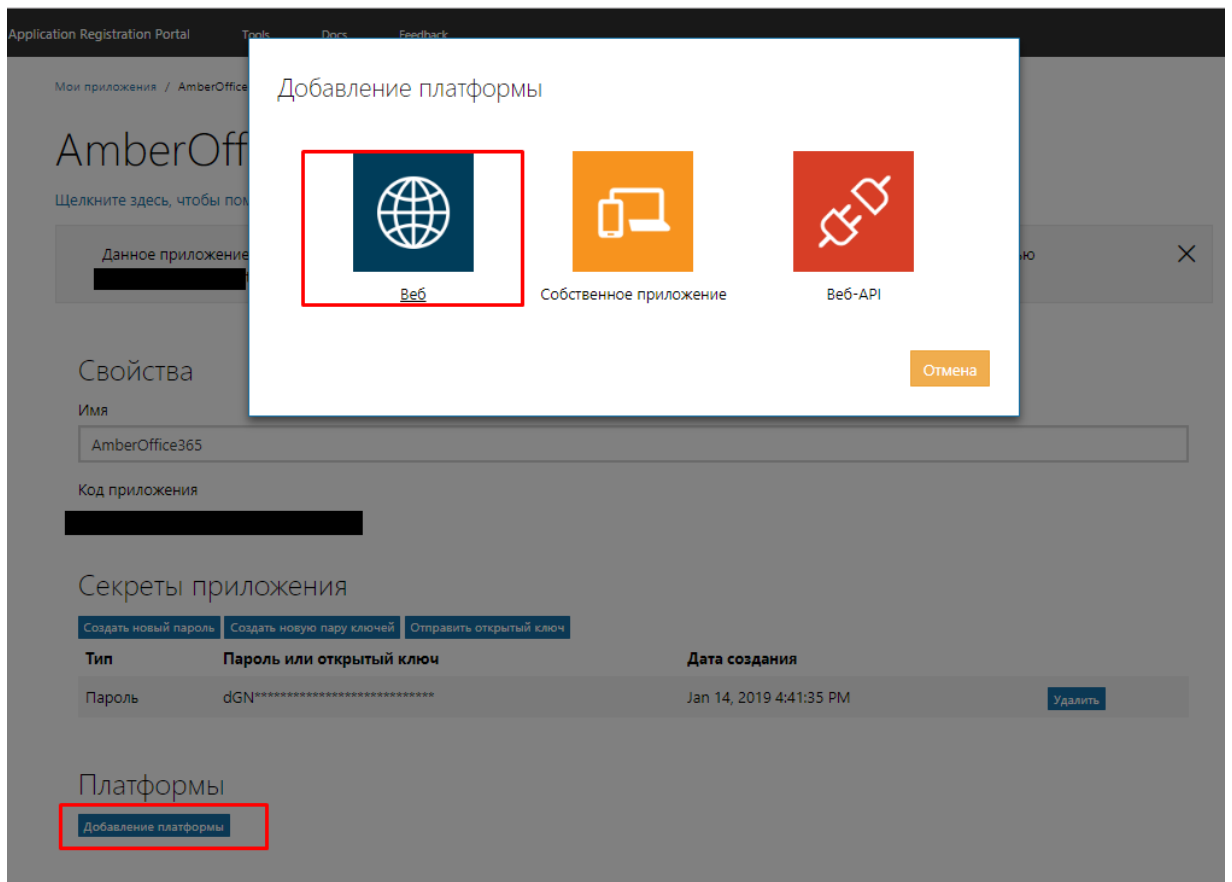 Application Registration Portal Tools Docs Feedback
Мои приложения / AmberOffice
Добавление платформы
AmberOff
Щелкните здесь, чтобы
Данное приложение
Веб
Собственное приложение
Веб-API
Отмена
Свойства
Имя
AmberOffice365
Код приложения
Секреты приложения
Создать новый пароль Создать новую пару ключей Отправить открытый ключ
Тип Пароль или открытый ключ Дата создания
Пароль dGN**************************** Jan 14, 2019 4:41:35 PM Удалить
Платформы
Добавление платформы